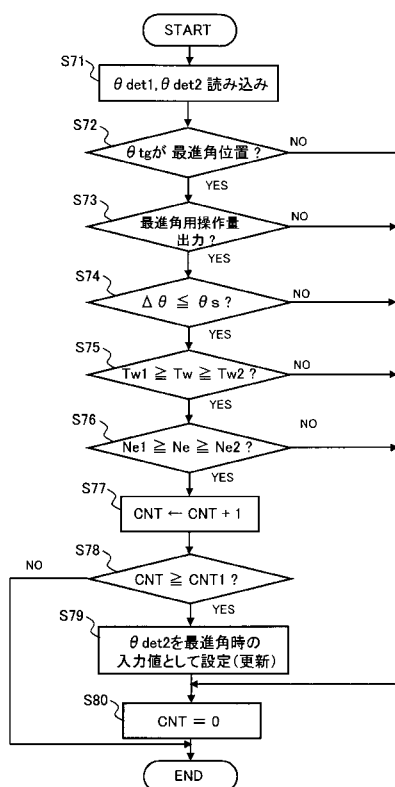 START
S71
θdet1,θdet2 読み込み
S72
θtgが 最進角位置?
NO
YES
S73
最進角用操作量
出力?
NO
YES
S74
Δθ ≦ θs?
NO
YES
S75
Tw1 ≧ Tw ≧ Tw2?
NO
YES
S76
Ne1 ≧ Ne ≧ Ne2?
NO
YES
S77
CNT ← CNT + 1
S78
NO
CNT ≧ CNT1?
YES
S79
θdet2を最進角時の
入力値として設定(更新)
S80
CNT = 0
END